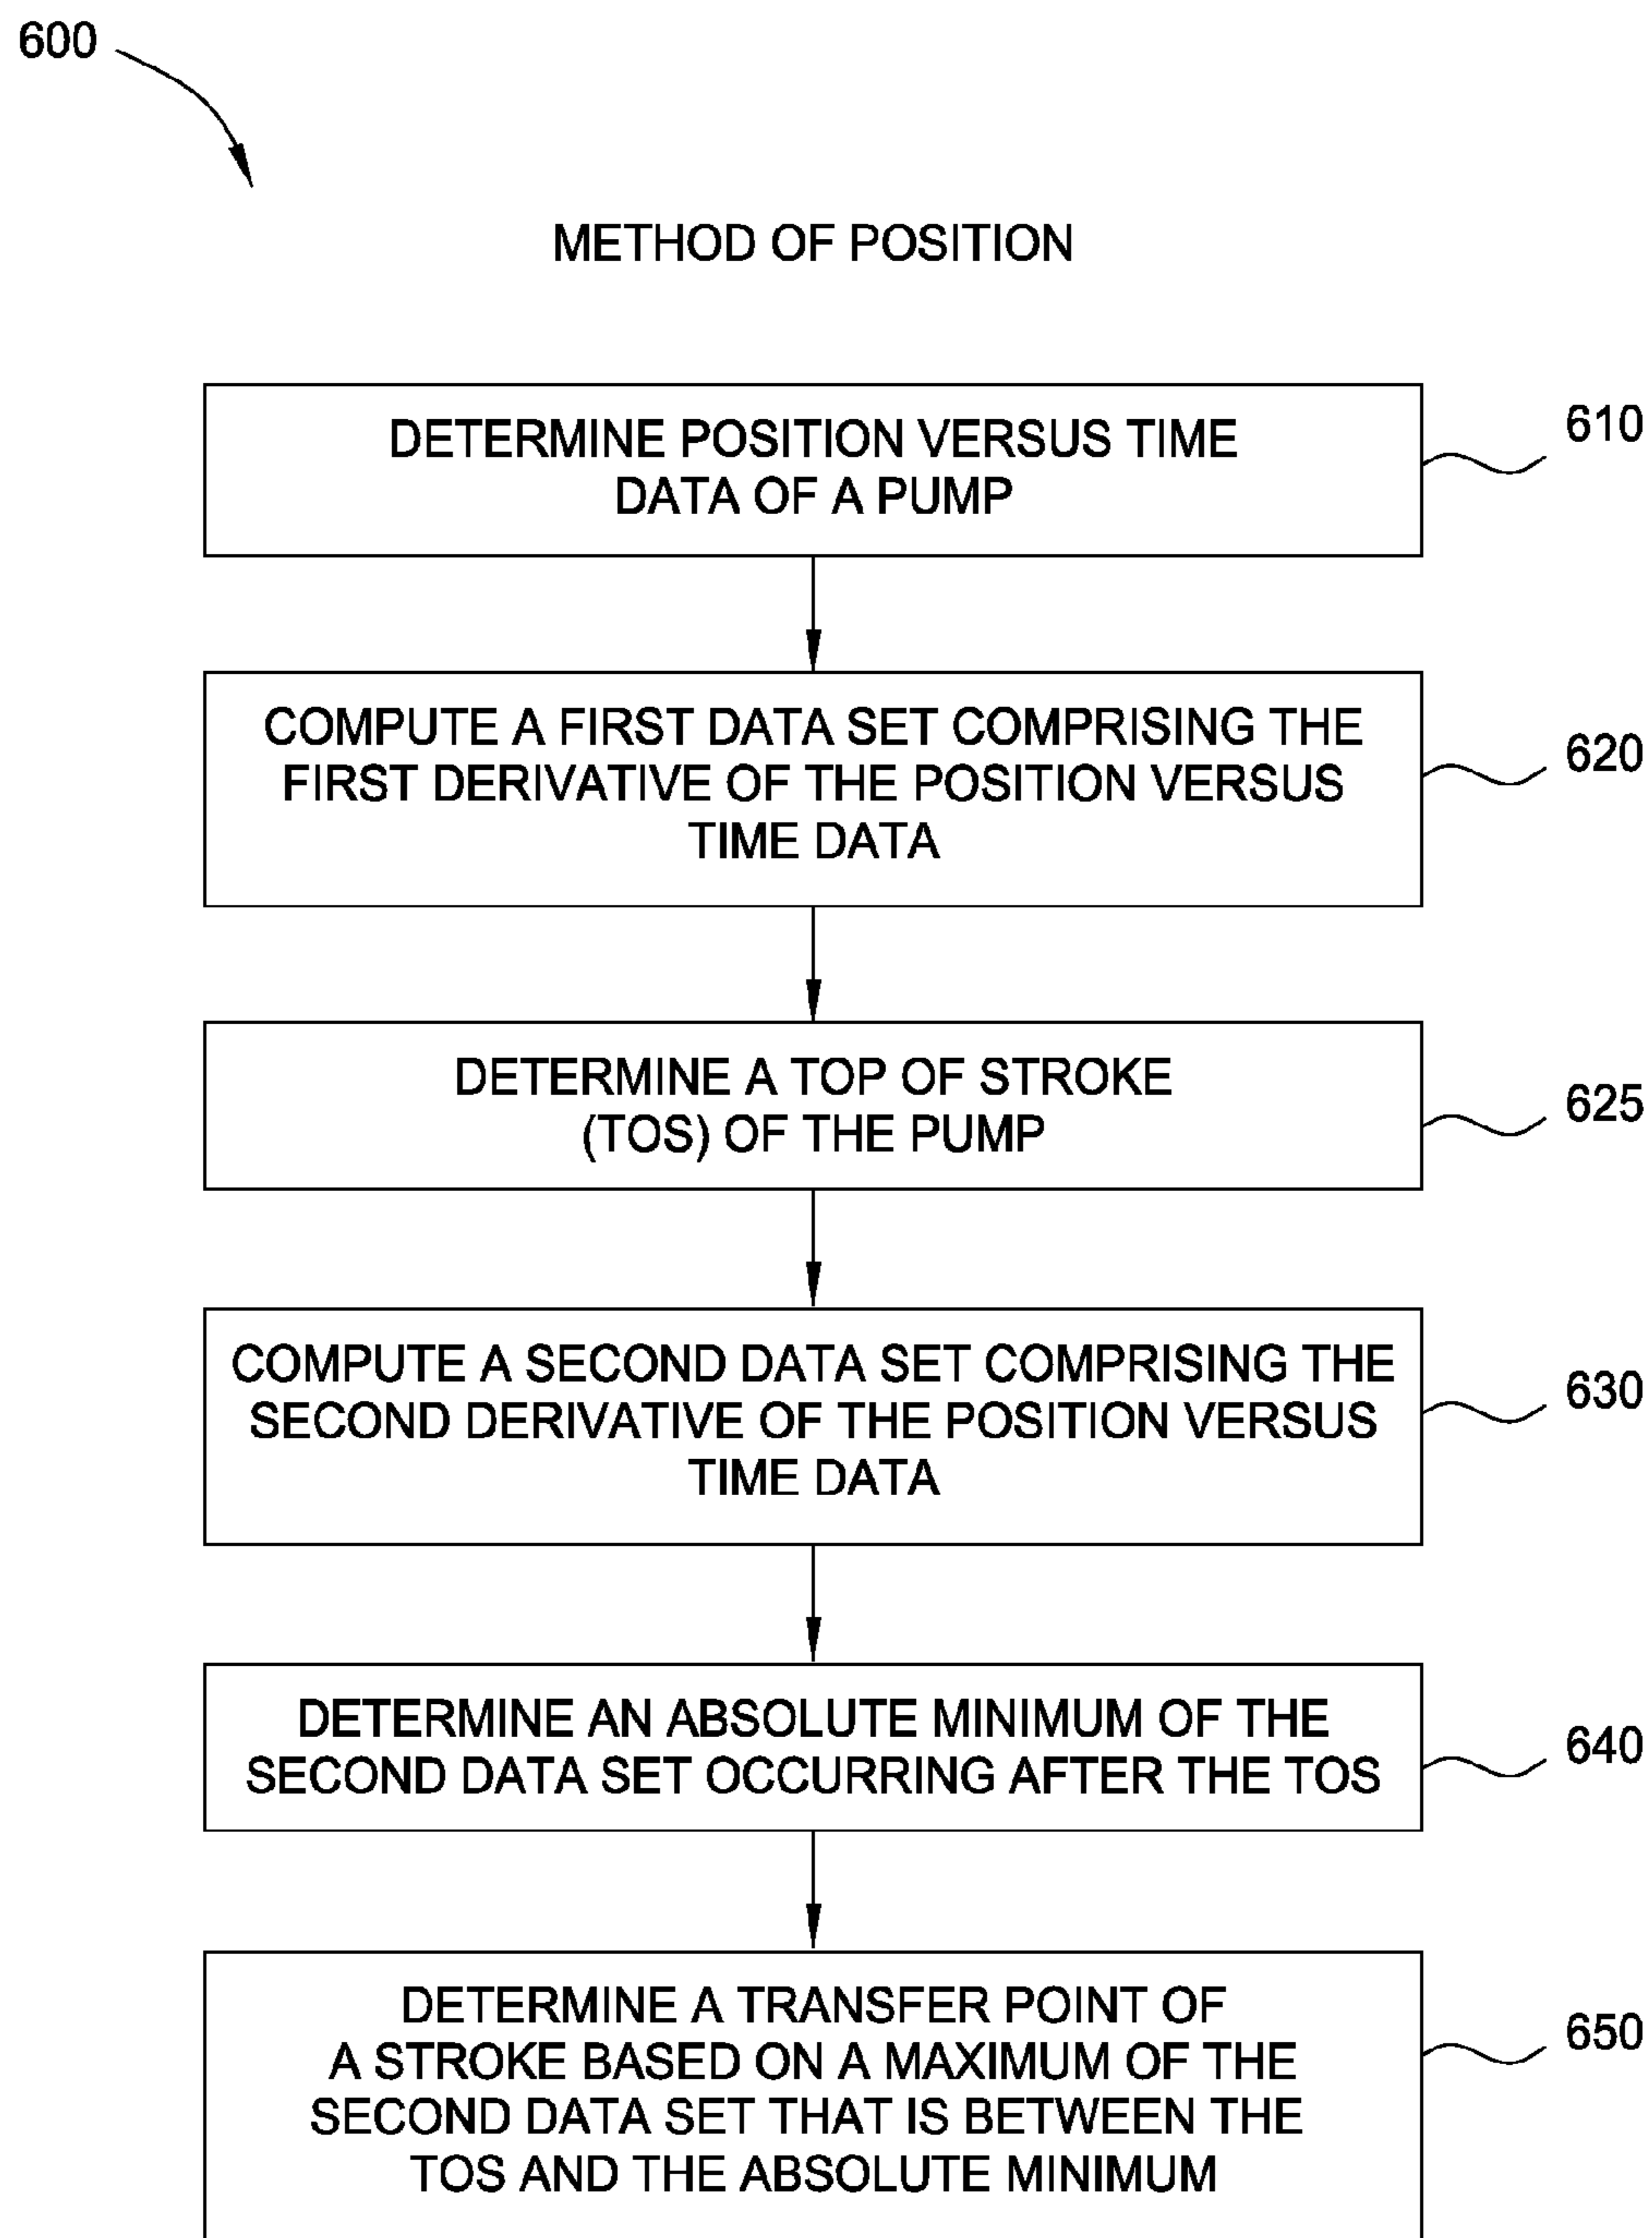 600
METHOD OF POSITION
DETERMINE POSITION VERSUS TIME
DATA OF A PUMP
610
COMPUTE A FIRST DATA SET COMPRISING THE
FIRST DERIVATIVE OF THE POSITION VERSUS
TIME DATA
620
DETERMINE A TOP OF STROKE
(TOS) OF THE PUMP
625
COMPUTE A SECOND DATA SET COMPRISING THE
SECOND DERIVATIVE OF THE POSITION VERSUS
TIME DATA
630
DETERMINE AN ABSOLUTE MINIMUM OF THE
SECOND DATA SET OCCURRING AFTER THE TOS
640
DETERMINE A TRANSFER POINT OF
A STROKE BASED ON A MAXIMUM OF THE
SECOND DATA SET THAT IS BETWEEN THE
TOS AND THE ABSOLUTE MINIMUM
650